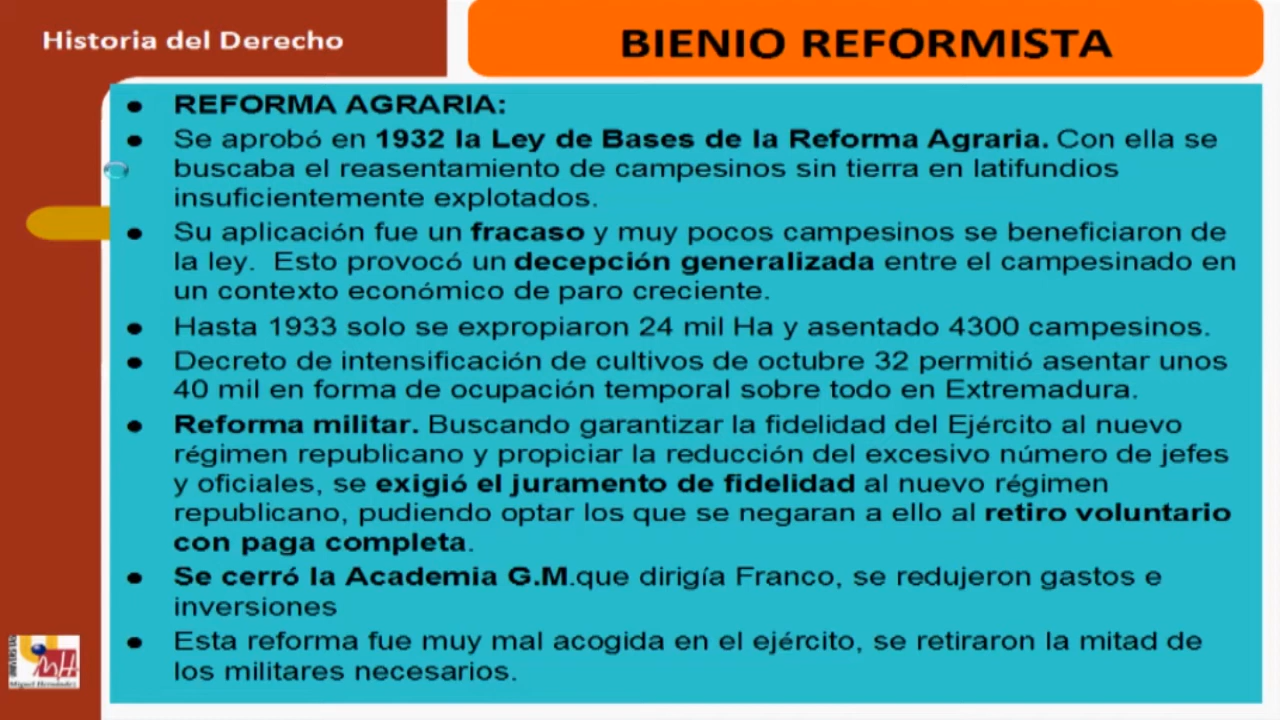 Historia del Derecho
BIENIO REFORMISTA
● REFORMA AGRARIA:
● Se aprobó en 1932 la Ley de Bases de la Reforma Agraria. Con ella se
buscaba el reasentamiento de campesinos sin tierra en latifundios
insuficientemente explotados.
● Su aplicación fue un fracaso y muy pocos campesinos se beneficiaron de
la ley. Esto provocó un decepción generalizada entre el campesinado en
un contexto económico de paro creciente.
● Hasta 1933 solo se expropiaron 24 mil Ha y asentado 4300 campesinos.
● Decreto de intensificación de cultivos de octubre 32 permitió asentar unos
40 mil en forma de ocupación temporal sobre todo en Extremadura.
● Reforma militar. Buscando garantizar la fidelidad del Ejército al nuevo
régimen republicano y propiciar la reducción del excesivo número de jefes
y oficiales, se exigió el juramento de fidelidad al nuevo régimen
republicano, pudiendo optar los que se negaran a ello al retiro voluntario
con paga completa.
● Se cerró la Academia G.M.que dirigía Franco, se redujeron gastos e
inversiones
● Esta reforma fue muy mal acogida en el ejército, se retiraron la mitad de
los militares necesarios.
MH
Miguel Hernández